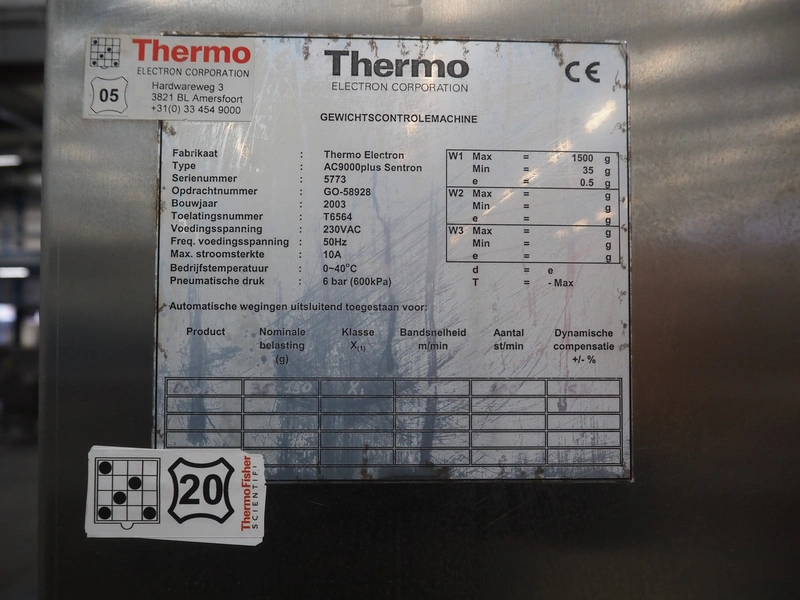 Thermo
ELECTRON CORPORATION
Hardwareweg 3
3821 BL Amersfoort
+31(0) 33 454 9000
05
Thermo
ELECTRON CORPORATION
CE
GEWICHTSCONTROLEMACHINE
Fabrikaat : Thermo Electron
Type : AC9000plus Sentron
Serienummer : 5773
Opdrachtnummer : GO-58928
Bouwjaar : 2003
Toelatingsnummer : T6564
Voedingsspanning : 230VAC
Freq. voedingsspanning : 50Hz
Max. stroomsterkte : 10A
Bedrijfstemperatuur : 0~40°C
Pneumatische druk : 6 bar (600kPa)
W1 Max = 1500 g
Min = 35 g
e = 0.5 g
W2 Max = g
Min = g
e = g
W3 Max = g
Min = g
e = g
d = e
T = - Max
Automatische wegingen uitsluitend toegestaan voor:
Product Nominale belasting (g) Klasse X(1) Bandsnelheid m/min Aantal st/min Dynamische compensatie +/- %
20
ThermoFisher
SCIENTIFI